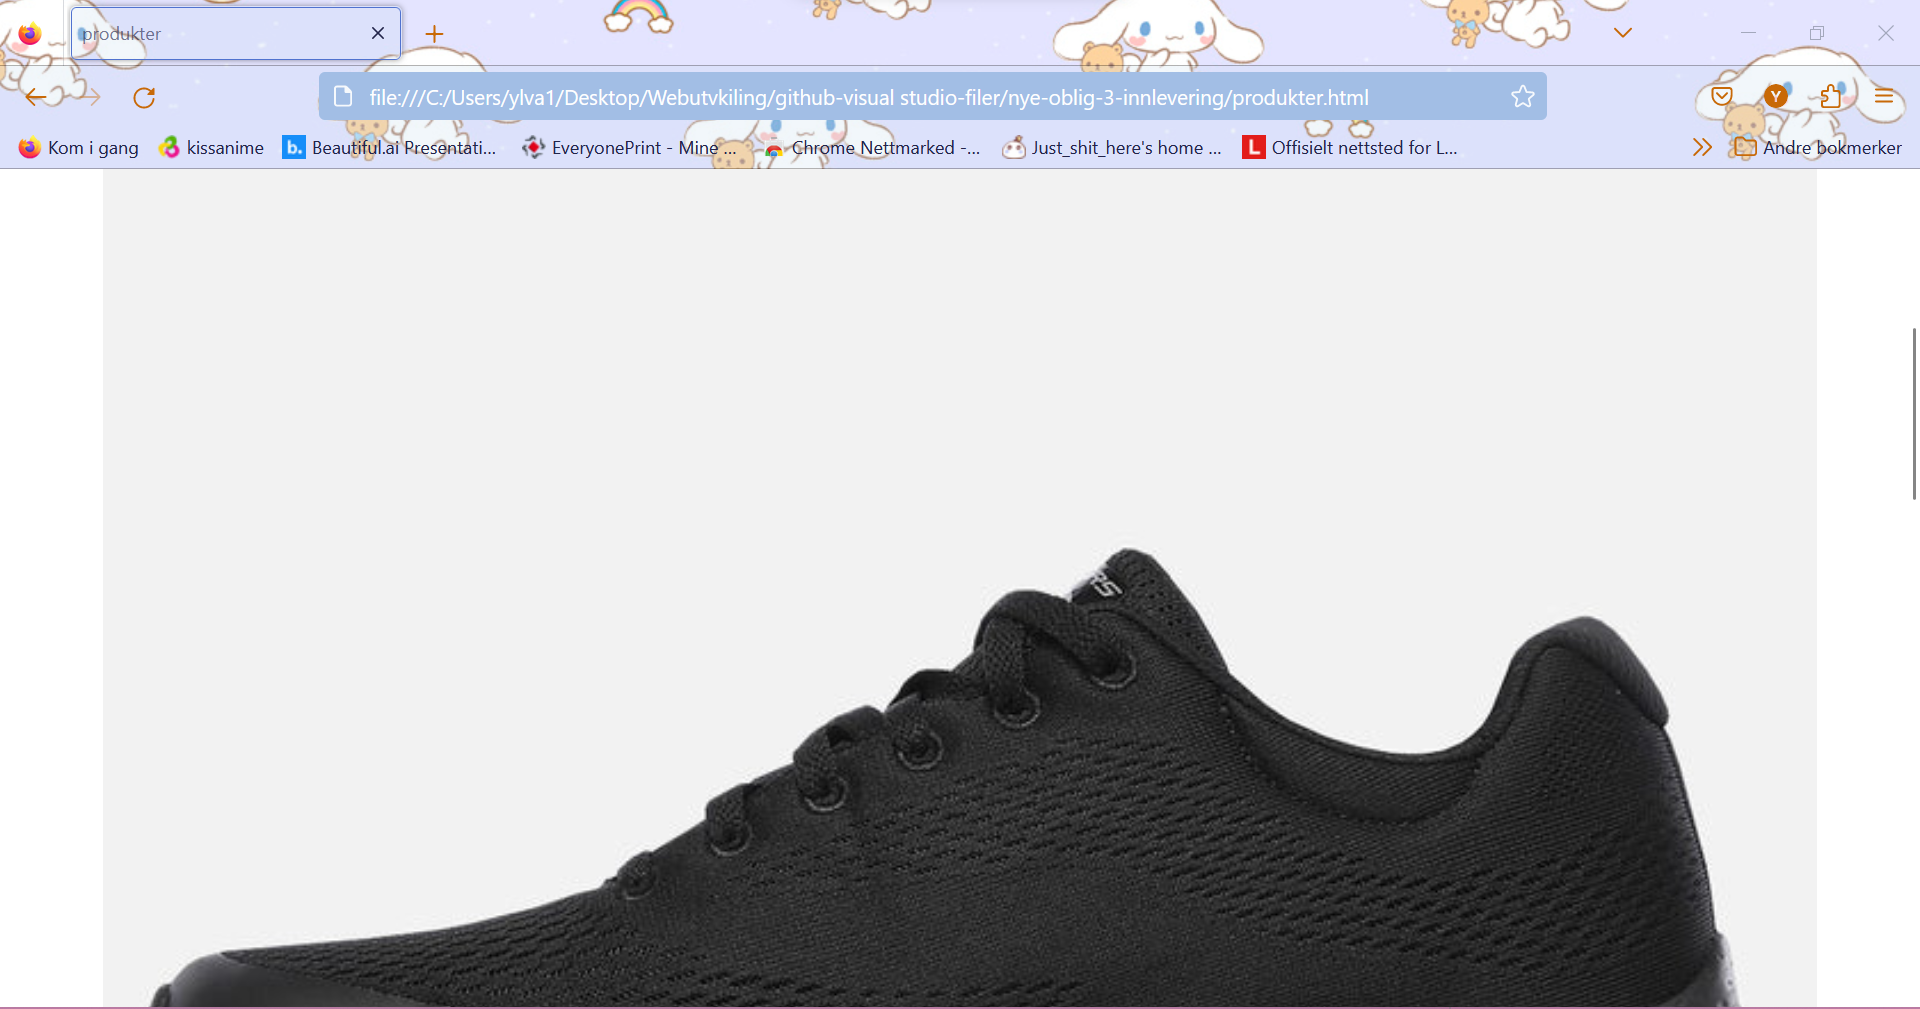 produkter
file:///C:/Users/ylva1/Desktop/Webutvkiling/github-visual studio-filer/nye-oblig-3-innlevering/produkter.html
Y
Kom i gang kissanime b. Beautiful.ai Presentati... EveryonePrint - Mine ... Chrome Nettmarked -... Just_shit_here's home ... L Offisielt nettsted for L... Andre bokmerker
RS